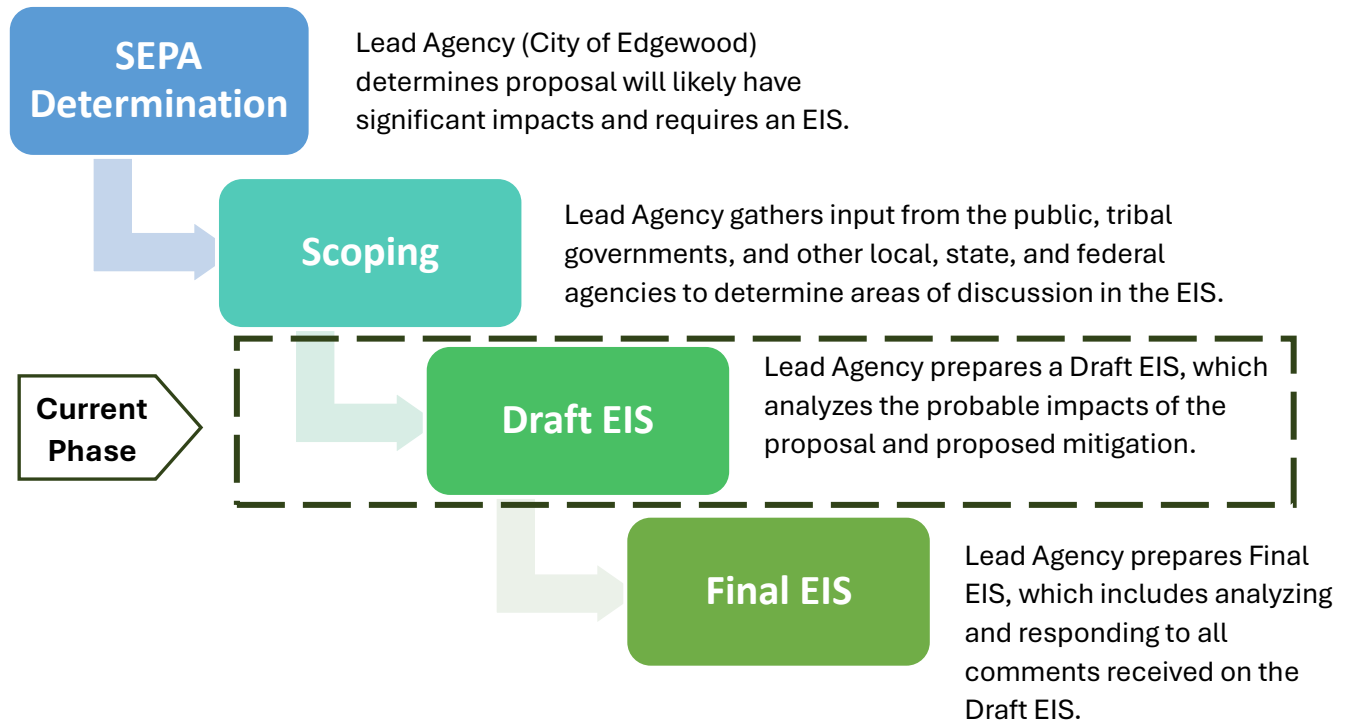 SEPA
Determination
Lead Agency (City of Edgewood)
determines proposal will likely have
significant impacts and requires an EIS.
Scoping
Lead Agency gathers input from the public, tribal
governments, and other local, state, and federal
agencies to determine areas of discussion in the EIS.
Current
Phase
Draft EIS
Lead Agency prepares a Draft EIS, which
analyzes the probable impacts of the
proposal and proposed mitigation.
Final EIS
Lead Agency prepares Final
EIS, which includes analyzing
and responding to all
comments received on the
Draft EIS.